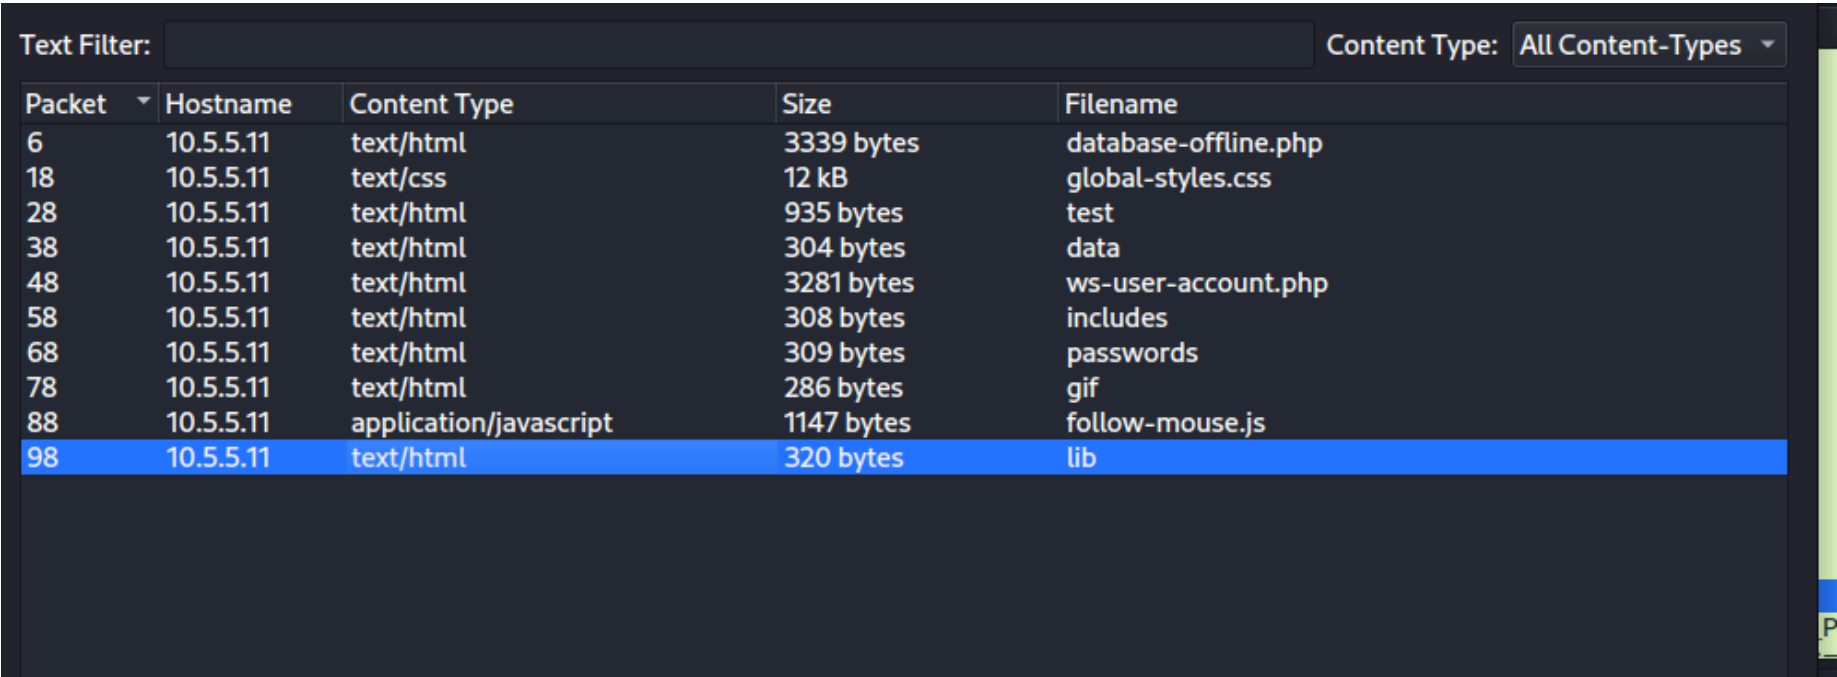 Text Filter: Content Type: All Content-Types
Packet Hostname Content Type Size Filename
6 10.5.5.11 text/html 3339 bytes database-offline.php
18 10.5.5.11 text/css 12 kB global-styles.css
28 10.5.5.11 text/html 935 bytes test
38 10.5.5.11 text/html 304 bytes data
48 10.5.5.11 text/html 3281 bytes ws-user-account.php
58 10.5.5.11 text/html 308 bytes includes
68 10.5.5.11 text/html 309 bytes passwords
78 10.5.5.11 text/html 286 bytes gif
88 10.5.5.11 application/javascript 1147 bytes follow-mouse.js
98 10.5.5.11 text/html 320 bytes lib
_P